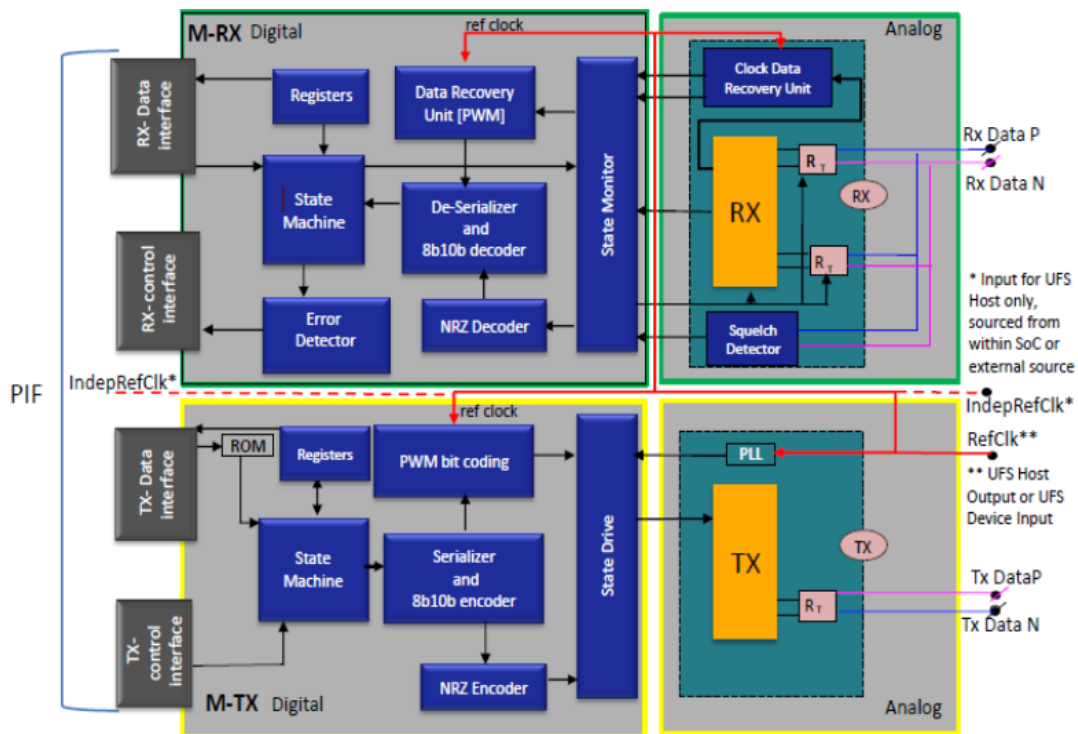 M-RX Digital
ref clock
Analog
RX- Data
interface
Registers
Data Recovery
Unit [PWM]
Clock Data
Recovery Unit
State
Machine
De-Serializer
and
8b10b decoder
State Monitor
RX
R T
RX
R T
Rx Data P
Rx Data N
RX- control
interface
Error
Detector
NRZ Decoder
Squelch
Detector
* Input for UFS
Host only,
sourced from
within SoC or
external source
PIF
IndepRefClk*
IndepRefClk*
ref clock
TX- Data
interface
ROM
Registers
PWM bit coding
State Drive
PLL
RefClk**
** UFS Host
Output or UFS
Device Input
State
Machine
Serializer
and
8b10b encoder
TX
TX
R T
Tx DataP
Tx Data N
TX-
control
interface
NRZ Encoder
M-TX Digital
Analog